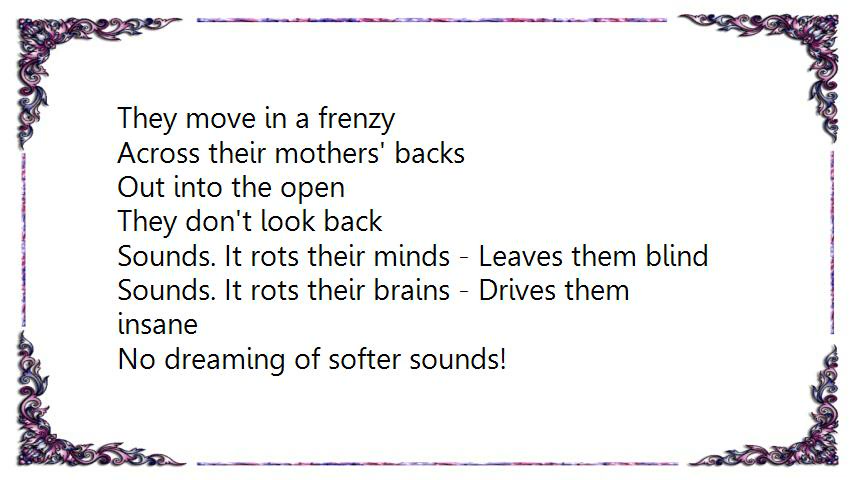 They move in a frenzy
Across their mothers' backs
Out into the open
They don't look back
Sounds. It rots their minds - Leaves them blind
Sounds. It rots their brains - Drives them
insane
No dreaming of softer sounds!